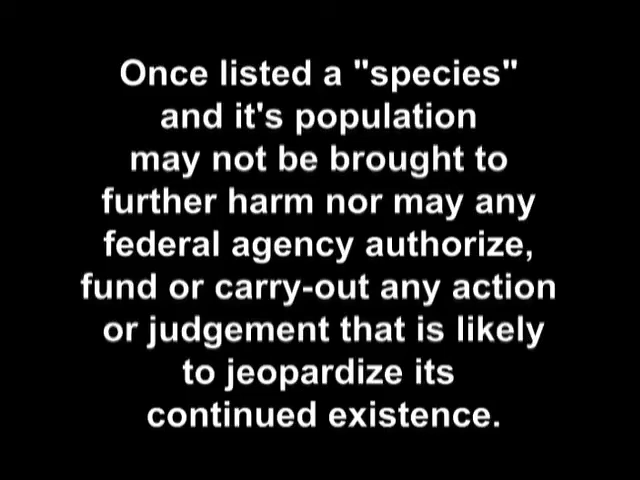 Once listed a "species"
and it's population
may not be brought to
further harm nor may any
federal agency authorize,
fund or carry-out any action
or judgement that is likely
to jeopardize its
continued existence.